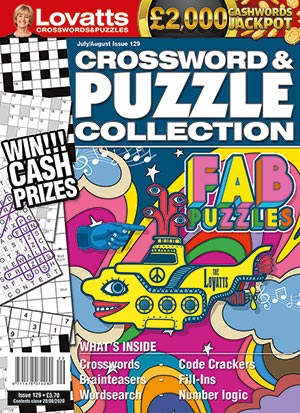 Lovatts
CROSSWORDS&PUZZLES
£2,000
CASHWORDS
JACKPOT
July/August Issue 129
CROSSWORD &
PUZZLE
COLLECTION
WIN!!!
CASH
PRIZES
FAB
PUZZLES
THE
LOVATTS
WHAT'S INSIDE
Crosswords
Code Crackers
Brainteasers
Fill-Ins
Wordsearch
Number logic
Issue 129 • £3.70
Contests close 20/08/2020